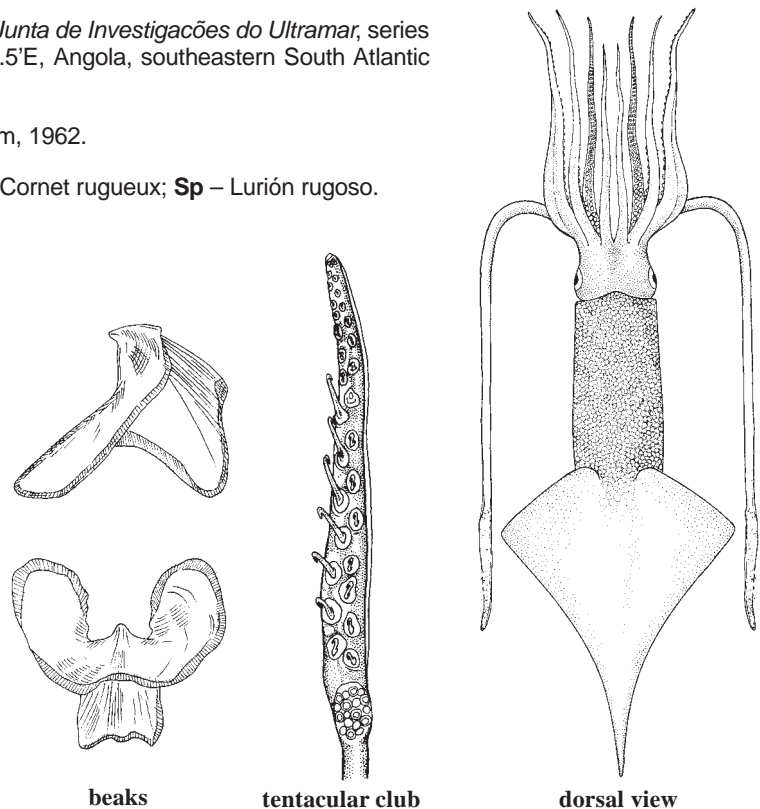 Junta de Investigacões do Ultramar, series
.5’E, Angola, southeastern South Atlantic
m, 1962.
Cornet rugueux; Sp – Lurión rugoso.
beaks
tentacular club
dorsal view